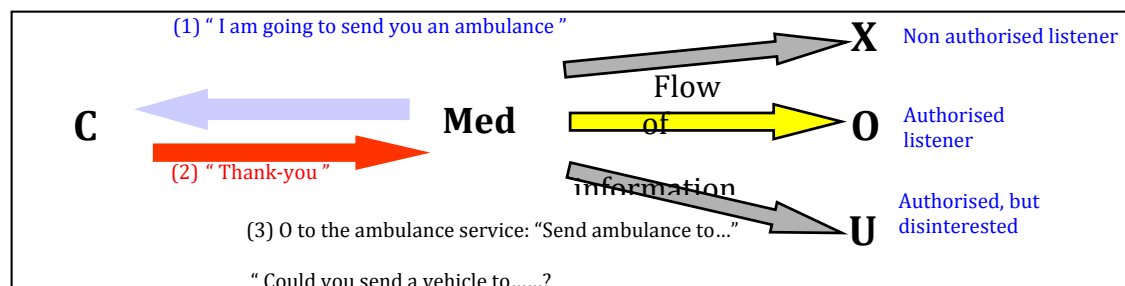 (1) “ I am going to send you an ambulance ”
X
Non authorised listener
Flow
C
Med
of
O
Authorised
listener
(2) “ Thank-you ”
information
Authorised, but
U
disinterested
(3) O to the ambulance service: “Send ambulance to…”
“ Could you send a vehicle to……?